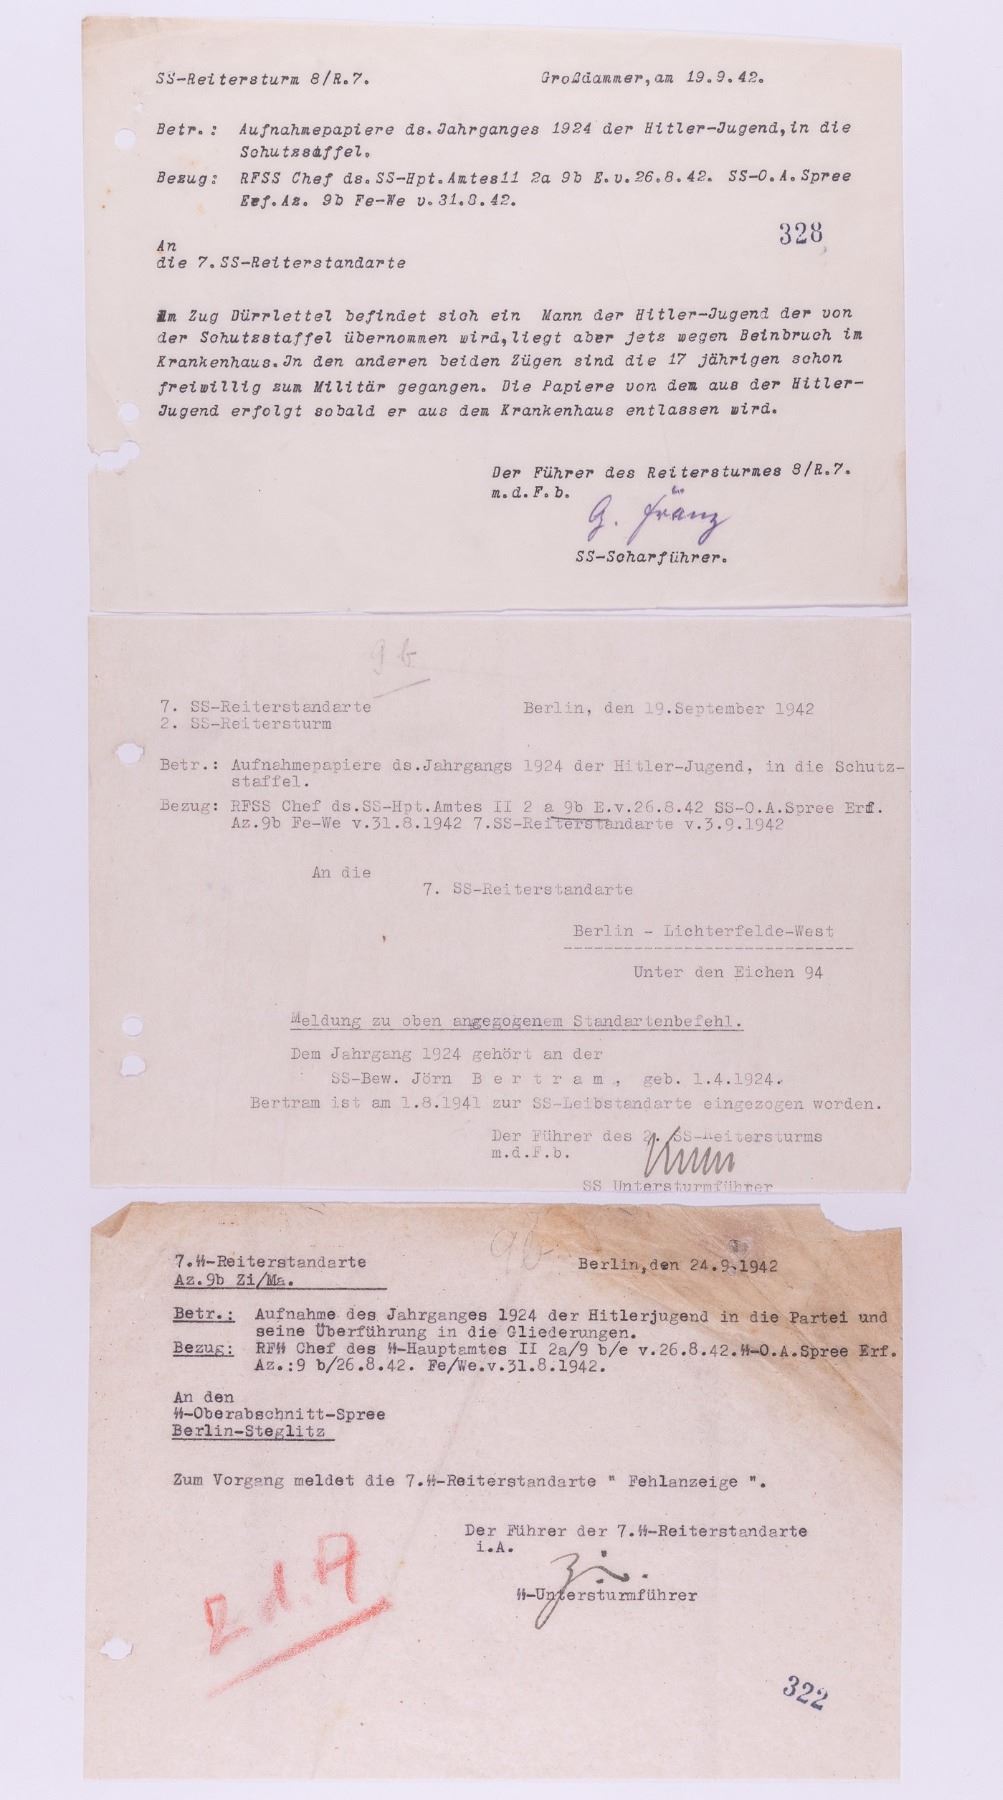 SS-Reitersturm 8/R.7. Großdammer,am 19.9.42.
Betr.: Aufnahmepapiere ds.Jahrganges 1924 der Hitler-Jugend,in die
Schutzsaffel.
Bezug: RFSS Chef ds.SS-Hpt.Amtes11 2a 9b E.v.26.8.42. SS-O.A.Spree
Erf.Az. 9b Fe-We v.31.8.42.
328
An
die 7.SS-Reiterstandarte
Im Zug Dürrlettel befindet sich ein Mann der Hitler-Jugend der von
der Schutzstaffel übernommen wird,liegt aber jetz wegen Beinbruch im
Krankenhaus.In den anderen beiden Zügen sind die 17 jährigen schon
freiwillig zum Militär gegangen. Die Papiere von dem aus der Hitler-
Jugend erfolgt sobald er aus dem Krankenhaus entlassen wird.
Der Führer des Reitersturmes 8/R.7.
m.d.F.b.
G. Fränz
SS-Scharführer.
9b
7. SS-Reiterstandarte Berlin, den 19.September 1942
2. SS-Reitersturm
Betr.: Aufnahmepapiere ds.Jahrgangs 1924 der Hitler-Jugend, in die Schutz-
staffel.
Bezug: RFSS Chef ds.SS-Hpt.Amtes II 2 a 9b E.v.26.8.42 SS-O.A.Spree Erf.
Az.9b Fe-We v.31.8.1942 7.SS-Reiterstandarte v.3.9.1942
An die
7. SS-Reiterstandarte
Berlin - Lichterfelde-West
Unter den Eichen 94
Meldung zu oben angezogenem Standartenbefehl.
Dem Jahrgang 1924 gehört an der
SS-Bew. Jörn B e r t r a m , geb. 1.4.1924.
Bertram ist am 1.8.1941 zur SS-Leibstandarte eingezogen worden.
Der Führer des 2. SS-Reitersturms
m.d.F.b.
SS Untersturmführer
9b
7.SS-Reiterstandarte Berlin,den 24.9.1942
Az.9b Zi/Ma.
Betr.: Aufnahme des Jahrganges 1924 der Hitlerjugend in die Partei und
seine Überführung in die Gliederungen.
Bezug: RFSS Chef des SS-Hauptamtes II 2a/9 b/e v.26.8.42.SS-O.A.Spree Erf.
Az.:9 b/26.8.42. Fe/We.v.31.8.1942.
An den
SS-Oberabschnitt-Spree
Berlin-Steglitz
Zum Vorgang meldet die 7.SS-Reiterstandarte " Fehlanzeige ".
Der Führer der 7.SS-Reiterstandarte
i.A.
SS-Untersturmführer
Z.d.A
322